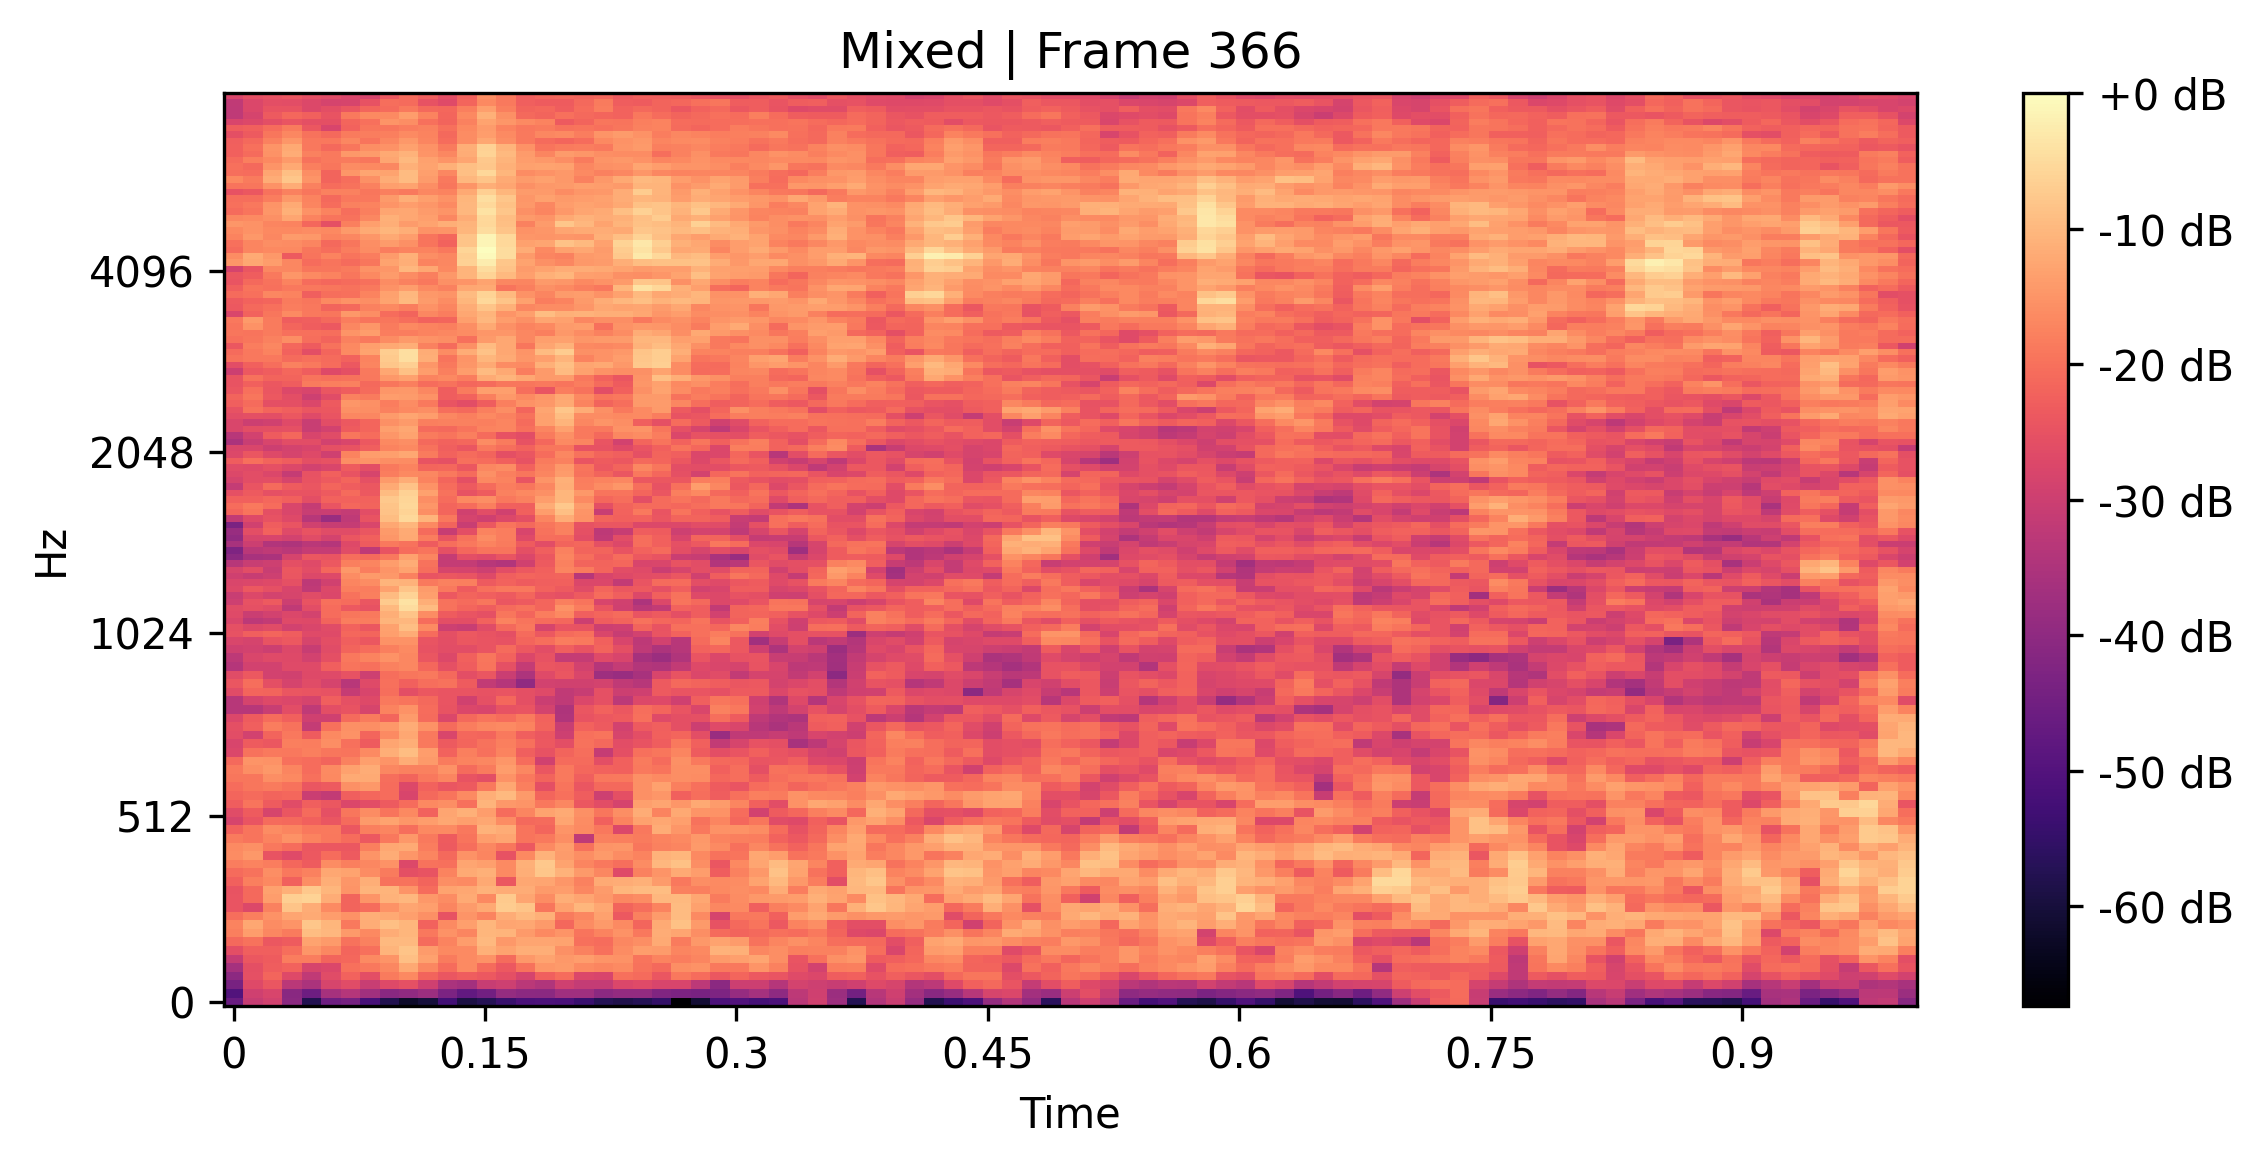 Mixed | Frame 366
+0 dB
-10 dB
-20 dB
-30 dB
-40 dB
-50 dB
-60 dB
4096
2048
1024
512
0
Hz
0 0.15 0.3 0.45 0.6 0.75 0.9
Time